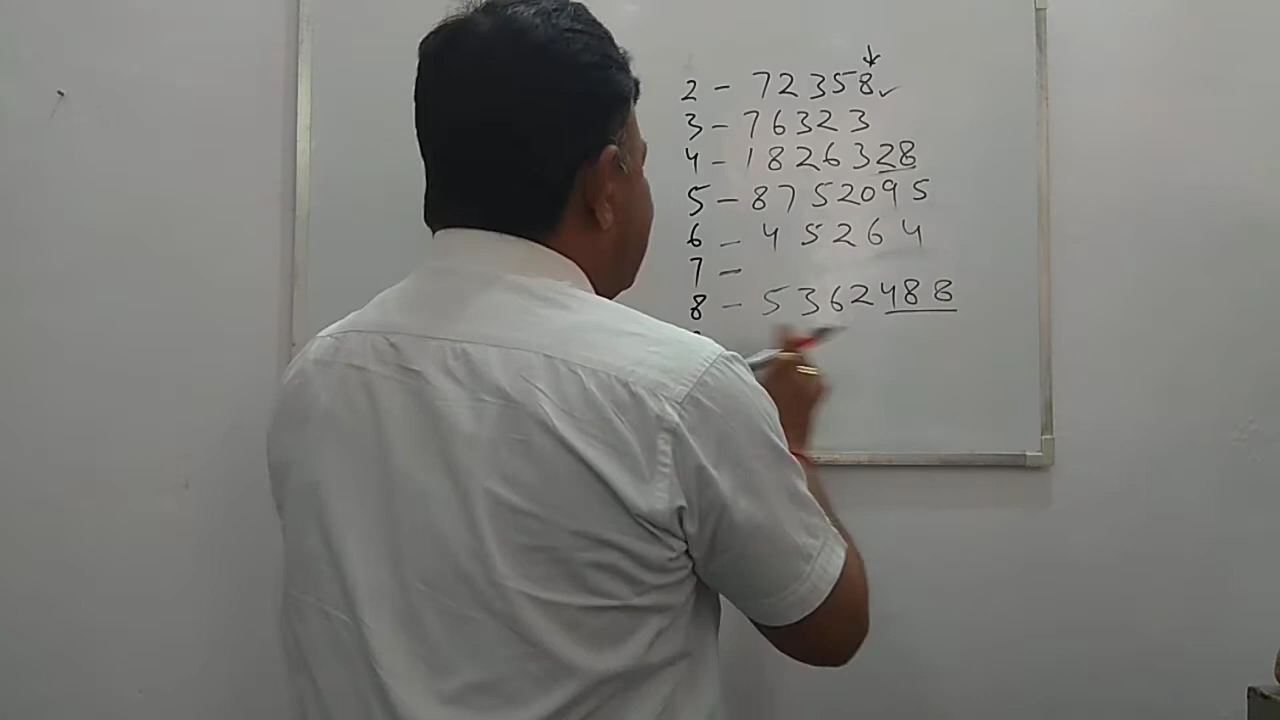 2 - 72358
3 - 76323
4 - 1826328
5 - 8752095
6 - 45264
7 -
8 - 5362488